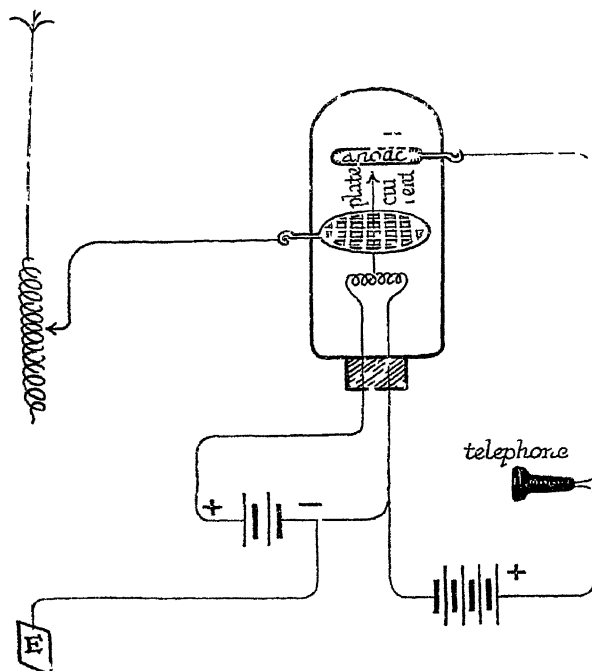 anode
plate
current
telephone
+ −
+
E